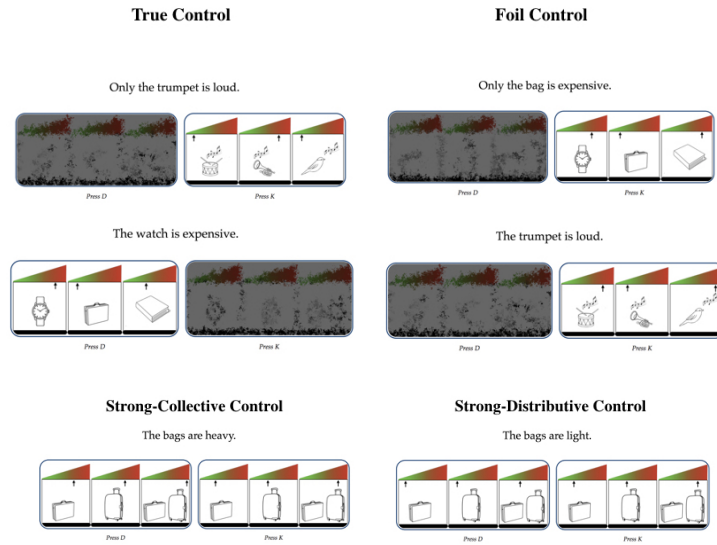 True Control
Foil Control
Only the trumpet is loud.
Only the bag is expensive.
Press D
Press K
Press D
Press K
The watch is expensive.
The trumpet is loud.
Press D
Press K
Press D
Press K
Strong-Collective Control
Strong-Distributive Control
The bags are heavy.
The bags are light.
Press D
Press K
Press D
Press K